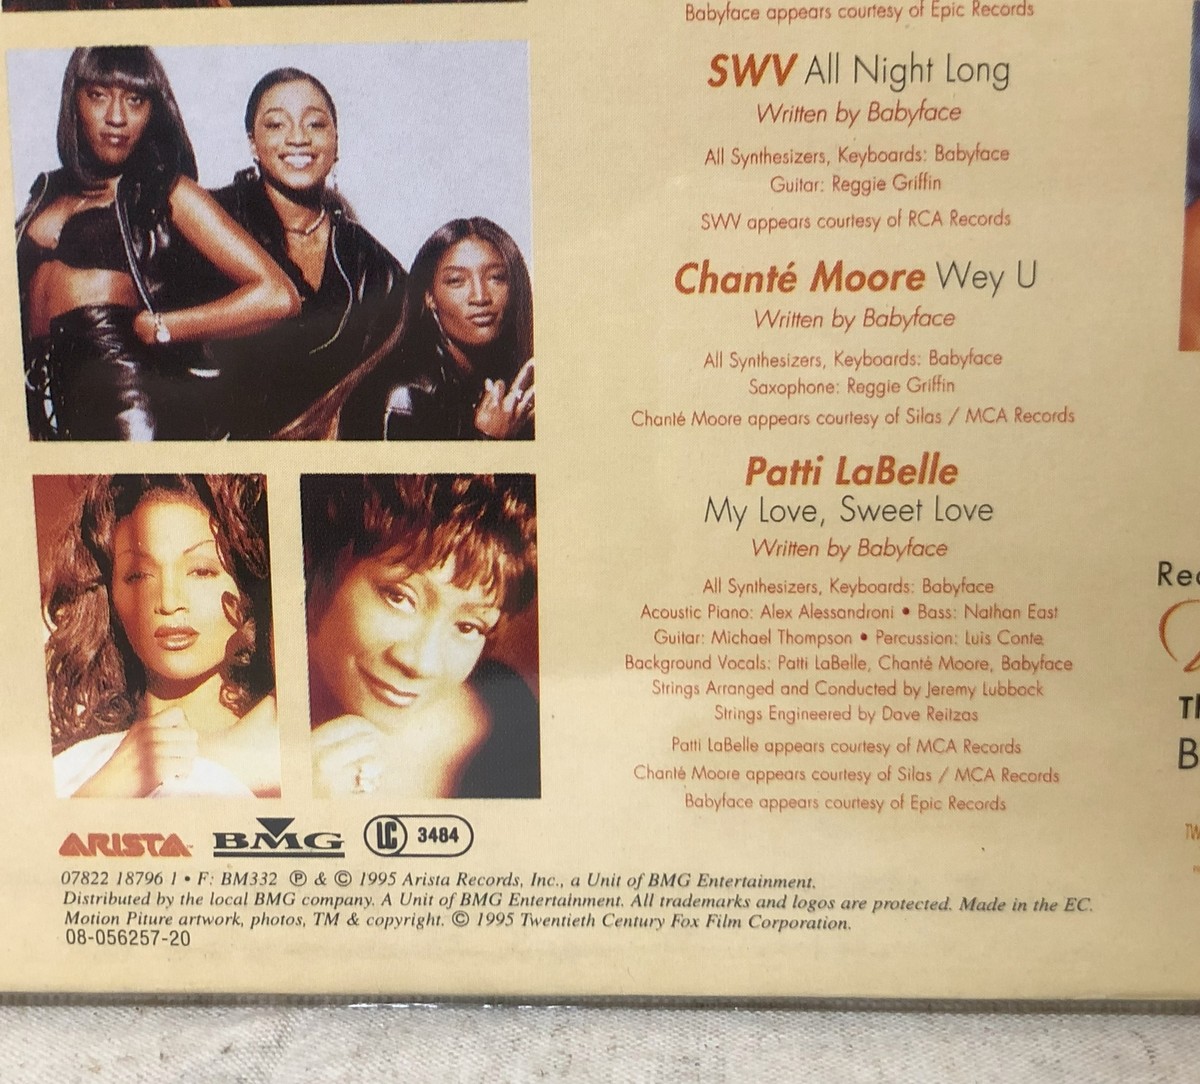 Babyface appears courtesy of Epic Records
SWV All Night Long
Written by Babyface
All Synthesizers, Keyboards: Babyface
Guitar: Reggie Griffin
SWV appears courtesy of RCA Records
Chanté Moore Wey U
Written by Babyface
All Synthesizers, Keyboards: Babyface
Saxophone: Reggie Griffin
Chanté Moore appears courtesy of Silas / MCA Records
Patti LaBelle
My Love, Sweet Love
Written by Babyface
All Synthesizers, Keyboards: Babyface
Acoustic Piano: Alex Alessandroni • Bass: Nathan East
Guitar: Michael Thompson • Percussion: Luis Conte
Background Vocals: Patti LaBelle, Chanté Moore, Babyface
Strings Arranged and Conducted by Jeremy Lubbock
Strings Engineered by Dave Reitzas
Patti LaBelle appears courtesy of MCA Records
Chanté Moore appears courtesy of Silas / MCA Records
Babyface appears courtesy of Epic Records
ARISTA™ BMG LC 3484
07822 18796 1 • F: BM332 ℗ & © 1995 Arista Records, Inc., a Unit of BMG Entertainment.
Distributed by the local BMG company. A Unit of BMG Entertainment. All trademarks and logos are protected. Made in the EC.
Motion Piture artwork, photos, TM & copyright. © 1995 Twentieth Century Fox Film Corporation.
08-056257-20